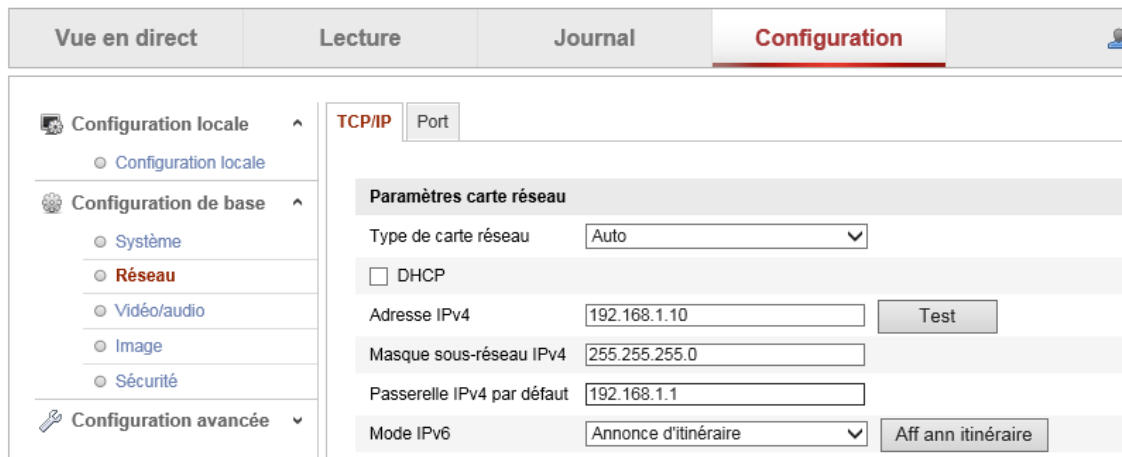 Vue en direct Lecture Journal Configuration
Configuration locale
Configuration locale
Configuration de base
Système
Réseau
Vidéo/audio
Image
Sécurité
Configuration avancée
TCP/IP Port
Paramètres carte réseau
Type de carte réseau Auto
DHCP
Adresse IPv4 192.168.1.10 Test
Masque sous-réseau IPv4 255.255.255.0
Passerelle IPv4 par défaut 192.168.1.1
Mode IPv6 Annonce d'itinéraire Aff ann itinéraire